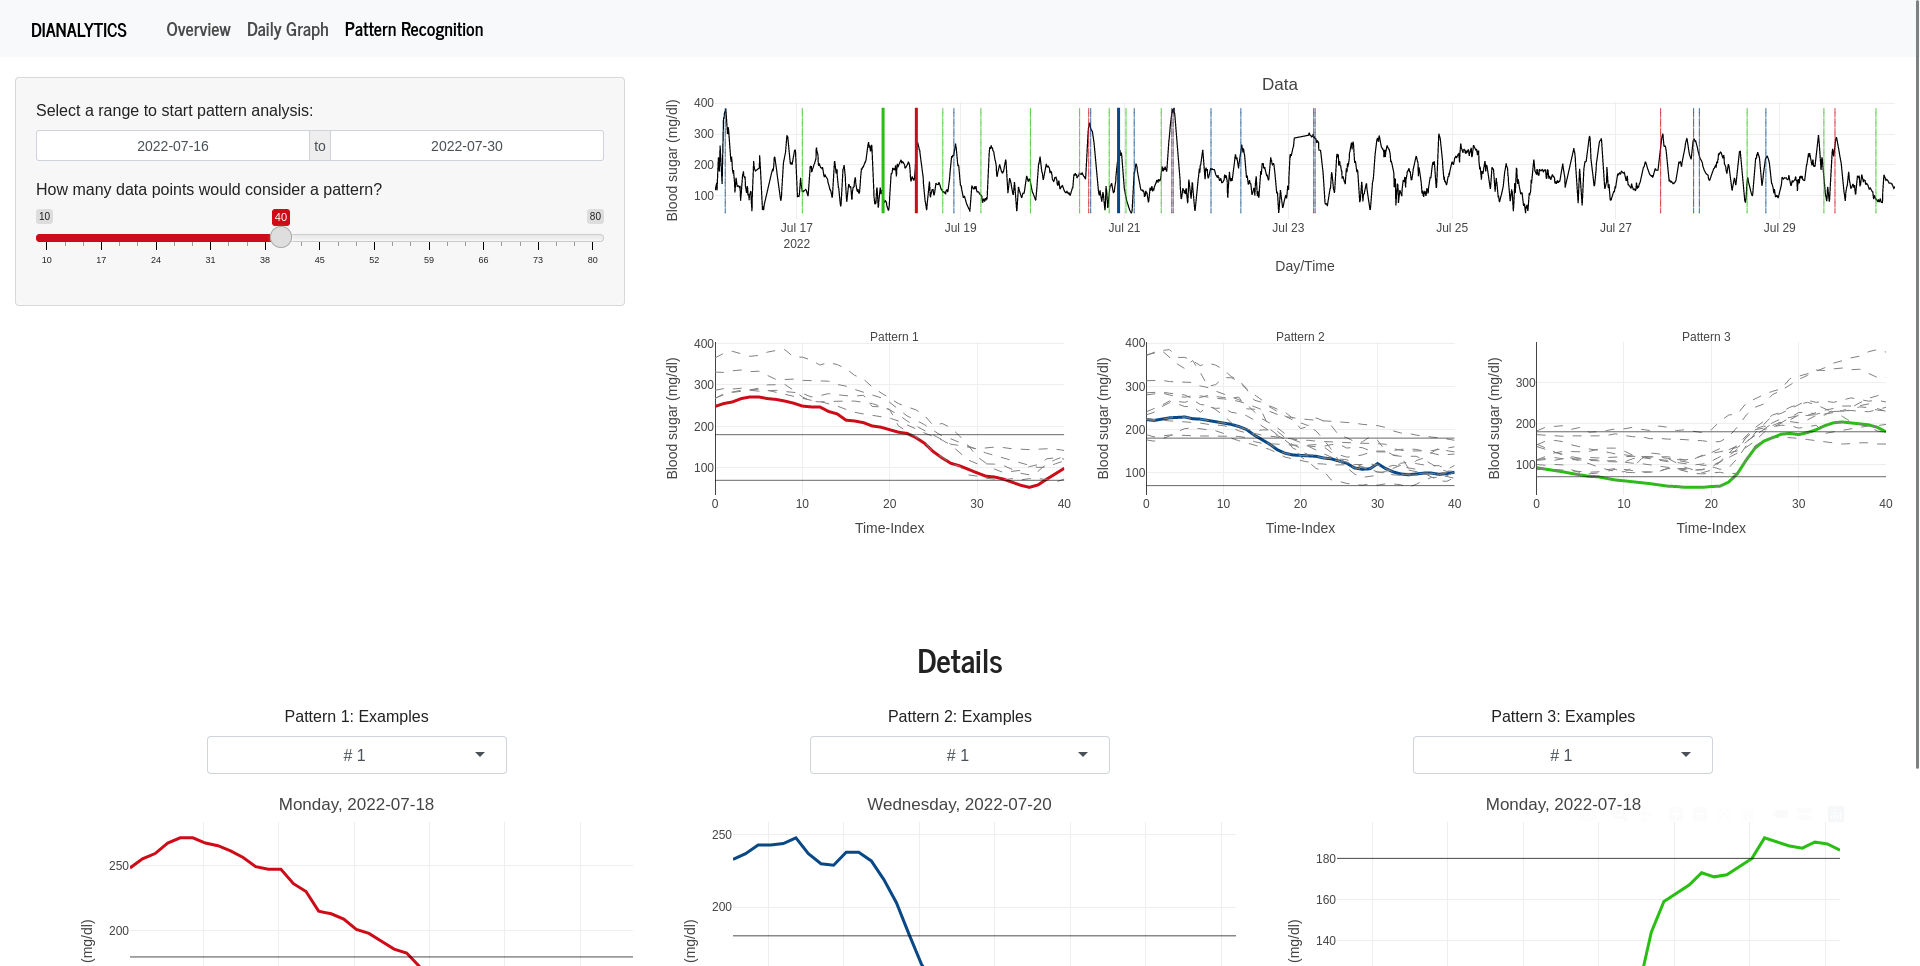 DIANALYTICS Overview Daily Graph Pattern Recognition
Select a range to start pattern analysis:
2022-07-16 to 2022-07-30
How many data points would consider a pattern?
10 40 80
10 17 24 31 38 45 52 59 66 73 80
Data
Blood sugar (mg/dl)
400
300
200
100
Jul 17 Jul 19 Jul 21 Jul 23 Jul 25 Jul 27 Jul 29
2022
Day/Time
Pattern 1
Blood sugar (mg/dl)
400
300
200
100
0 10 20 30 40
Time-Index
Pattern 2
Blood sugar (mg/dl)
400
300
200
100
0 10 20 30 40
Time-Index
Pattern 3
Blood sugar (mg/dl)
300
200
100
0 10 20 30 40
Time-Index
Details
Pattern 1: Examples
# 1
Monday, 2022-07-18
250
200
(mg/dl)
Pattern 2: Examples
# 1
Wednesday, 2022-07-20
250
200
(mg/dl)
Pattern 3: Examples
# 1
Monday, 2022-07-18
180
160
140
(mg/dl)